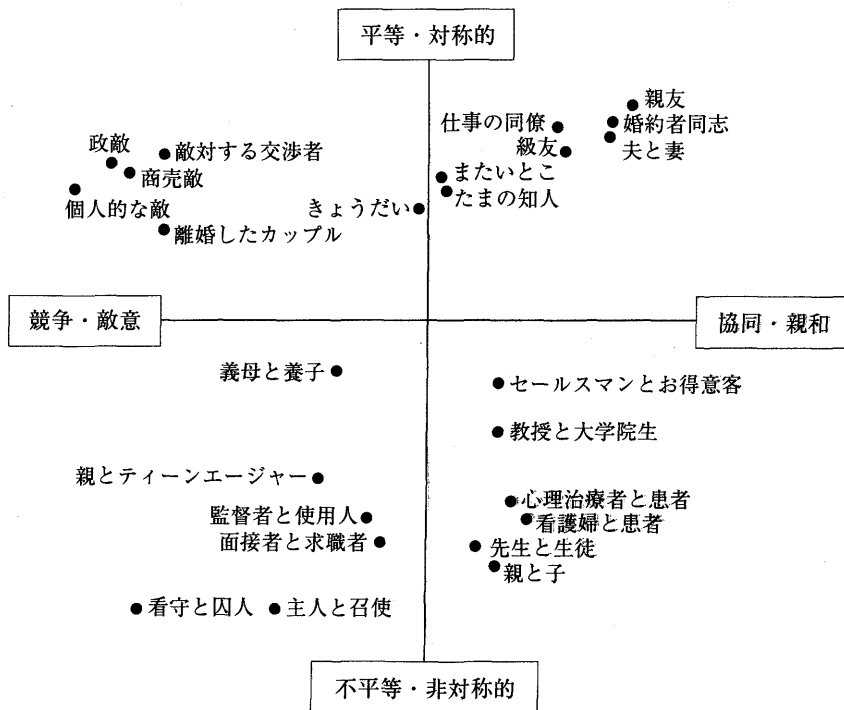 平等・対称的
親友
仕事の同僚
婚約者同志
級友
夫と妻
政敵
敵対する交渉者
商売敵
個人的な敵
離婚したカップル
またいとこ
たまの知人
きょうだい
競争・敵意
協同・親和
義母と養子
セールスマンとお得意客
教授と大学院生
親とティーンエージャー
心理治療者と患者
監督者と使用人
看護婦と患者
面接者と求職者
先生と生徒
親と子
看守と囚人
主人と召使
不平等・非対称的